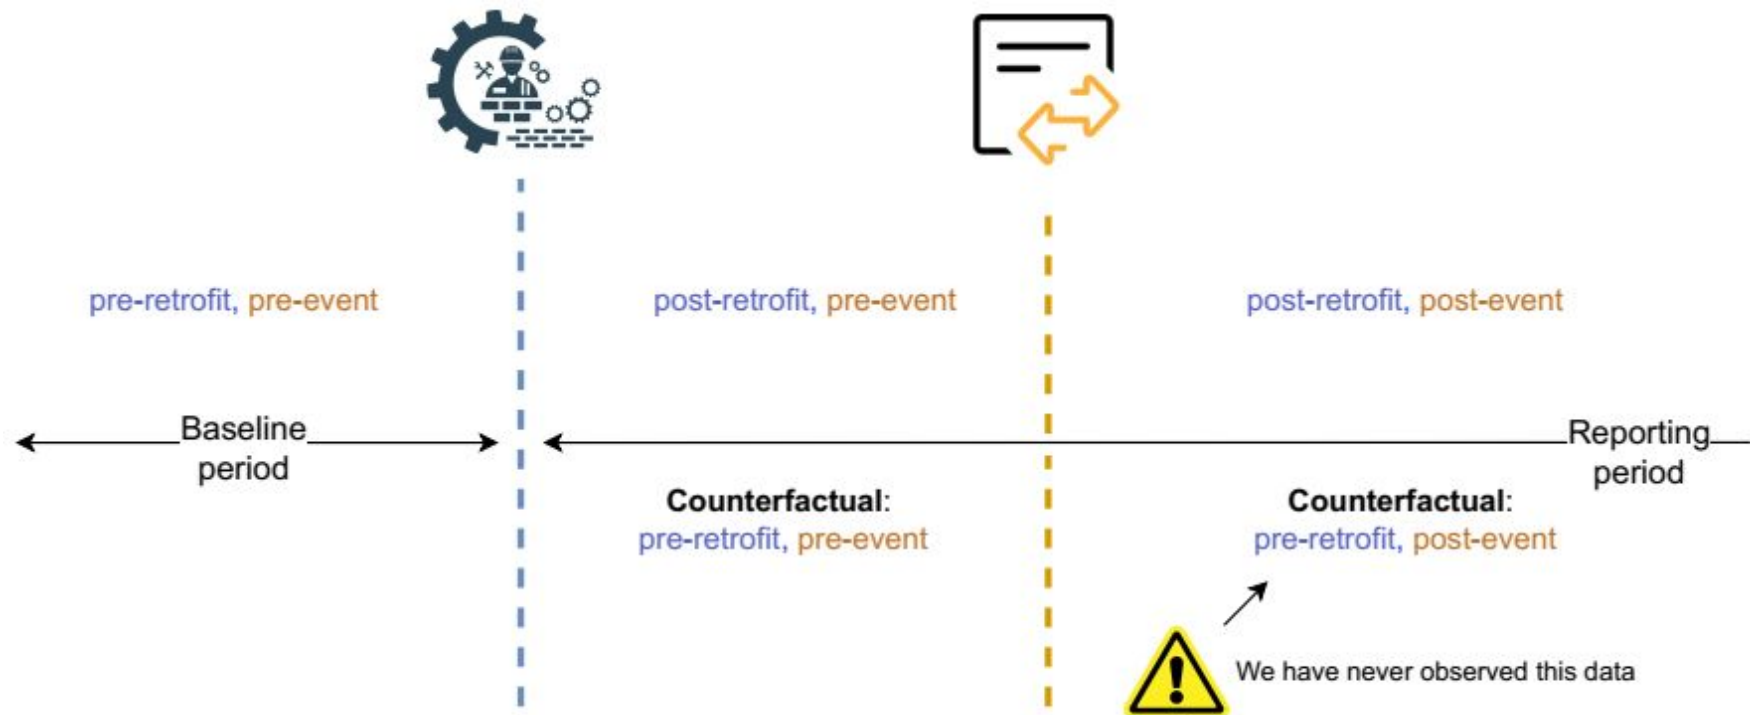 pre-retrofit, pre-event
post-retrofit, pre-event
post-retrofit, post-event
Baseline
period
Reporting
period
Counterfactual:
pre-retrofit, pre-event
Counterfactual:
pre-retrofit, post-event
We have never observed this data